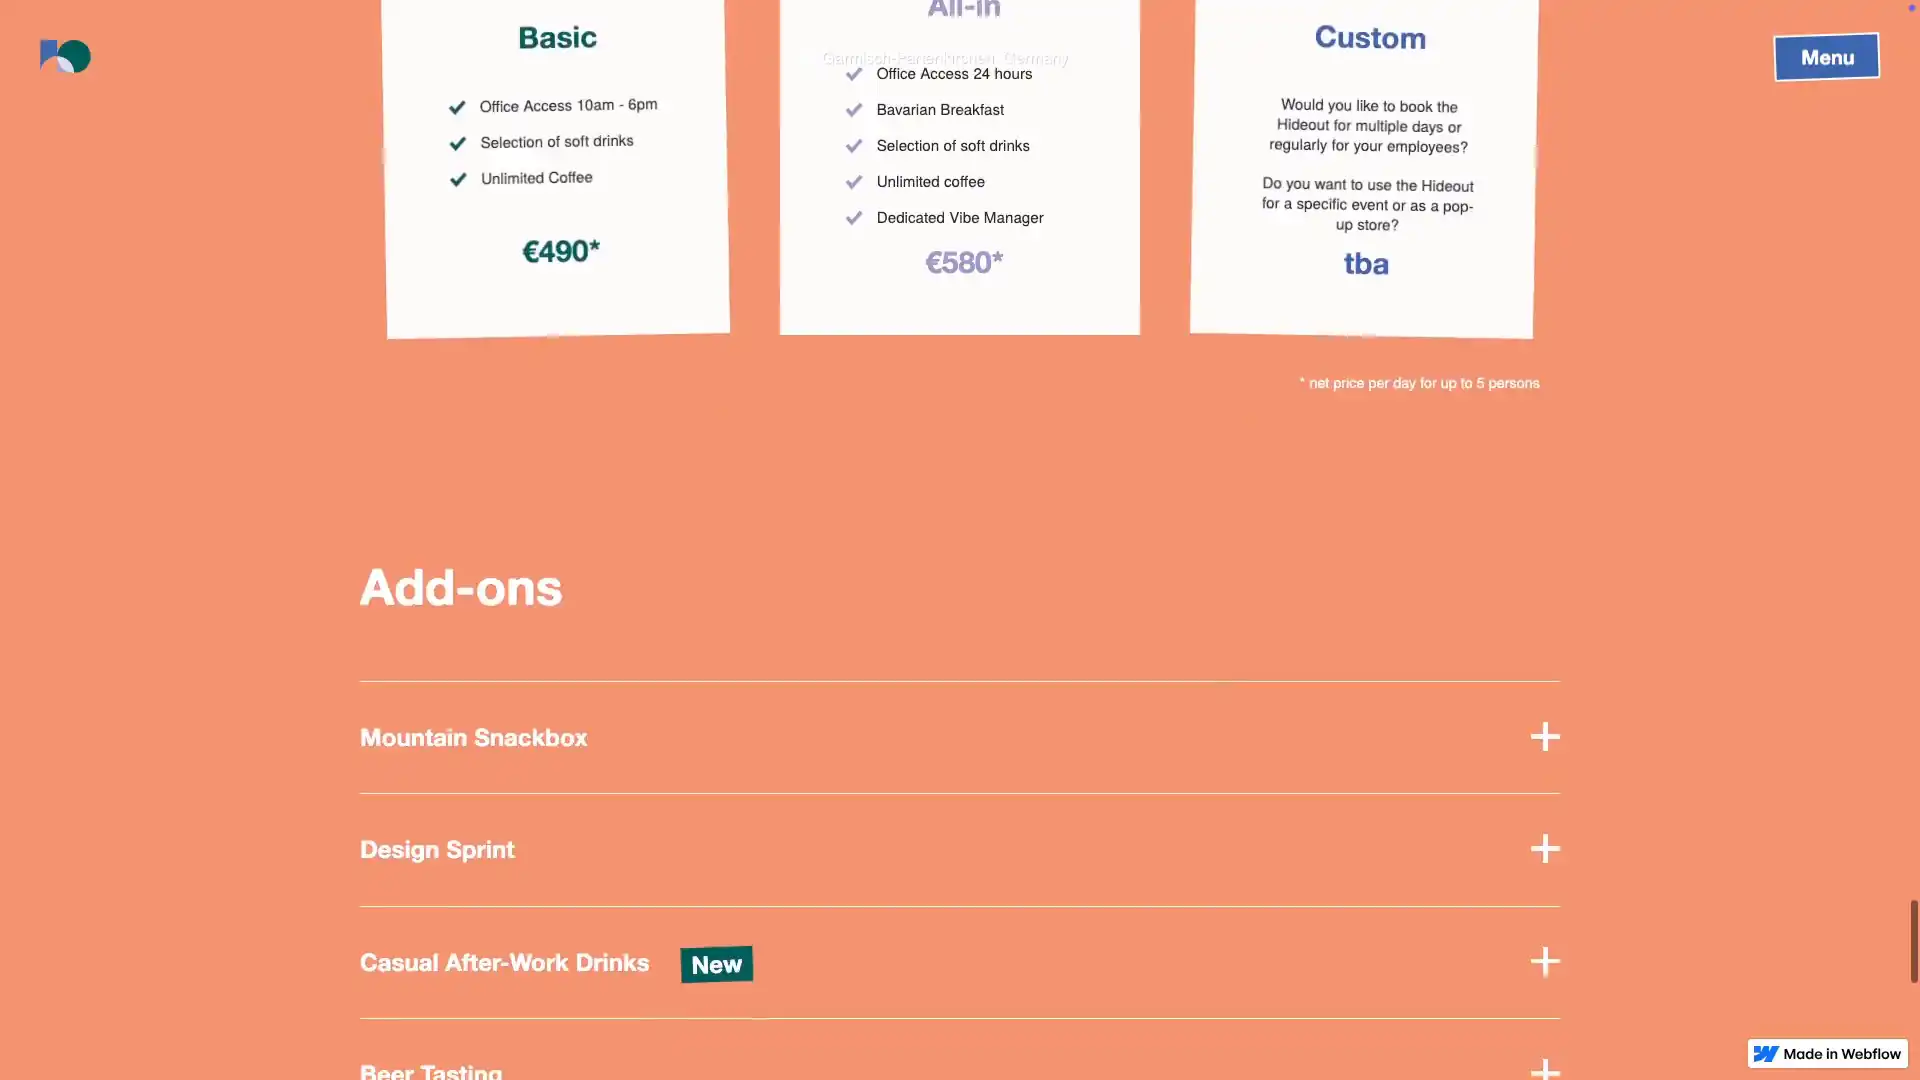 Menu
Basic
Office Access 10am - 6pm
Selection of soft drinks
Unlimited Coffee
€490*
All-in
Garmisch-Partenkirchen, Germany
Office Access 24 hours
Bavarian Breakfast
Selection of soft drinks
Unlimited coffee
Dedicated Vibe Manager
€580*
Custom
Would you like to book the
Hideout for multiple days or
regularly for your employees?
Do you want to use the Hideout
for a specific event or as a pop-
up store?
tba
* net price per day for up to 5 persons
Add-ons
Mountain Snackbox
Design Sprint
Casual After-Work Drinks New
Beer Tasting
Made in Webflow